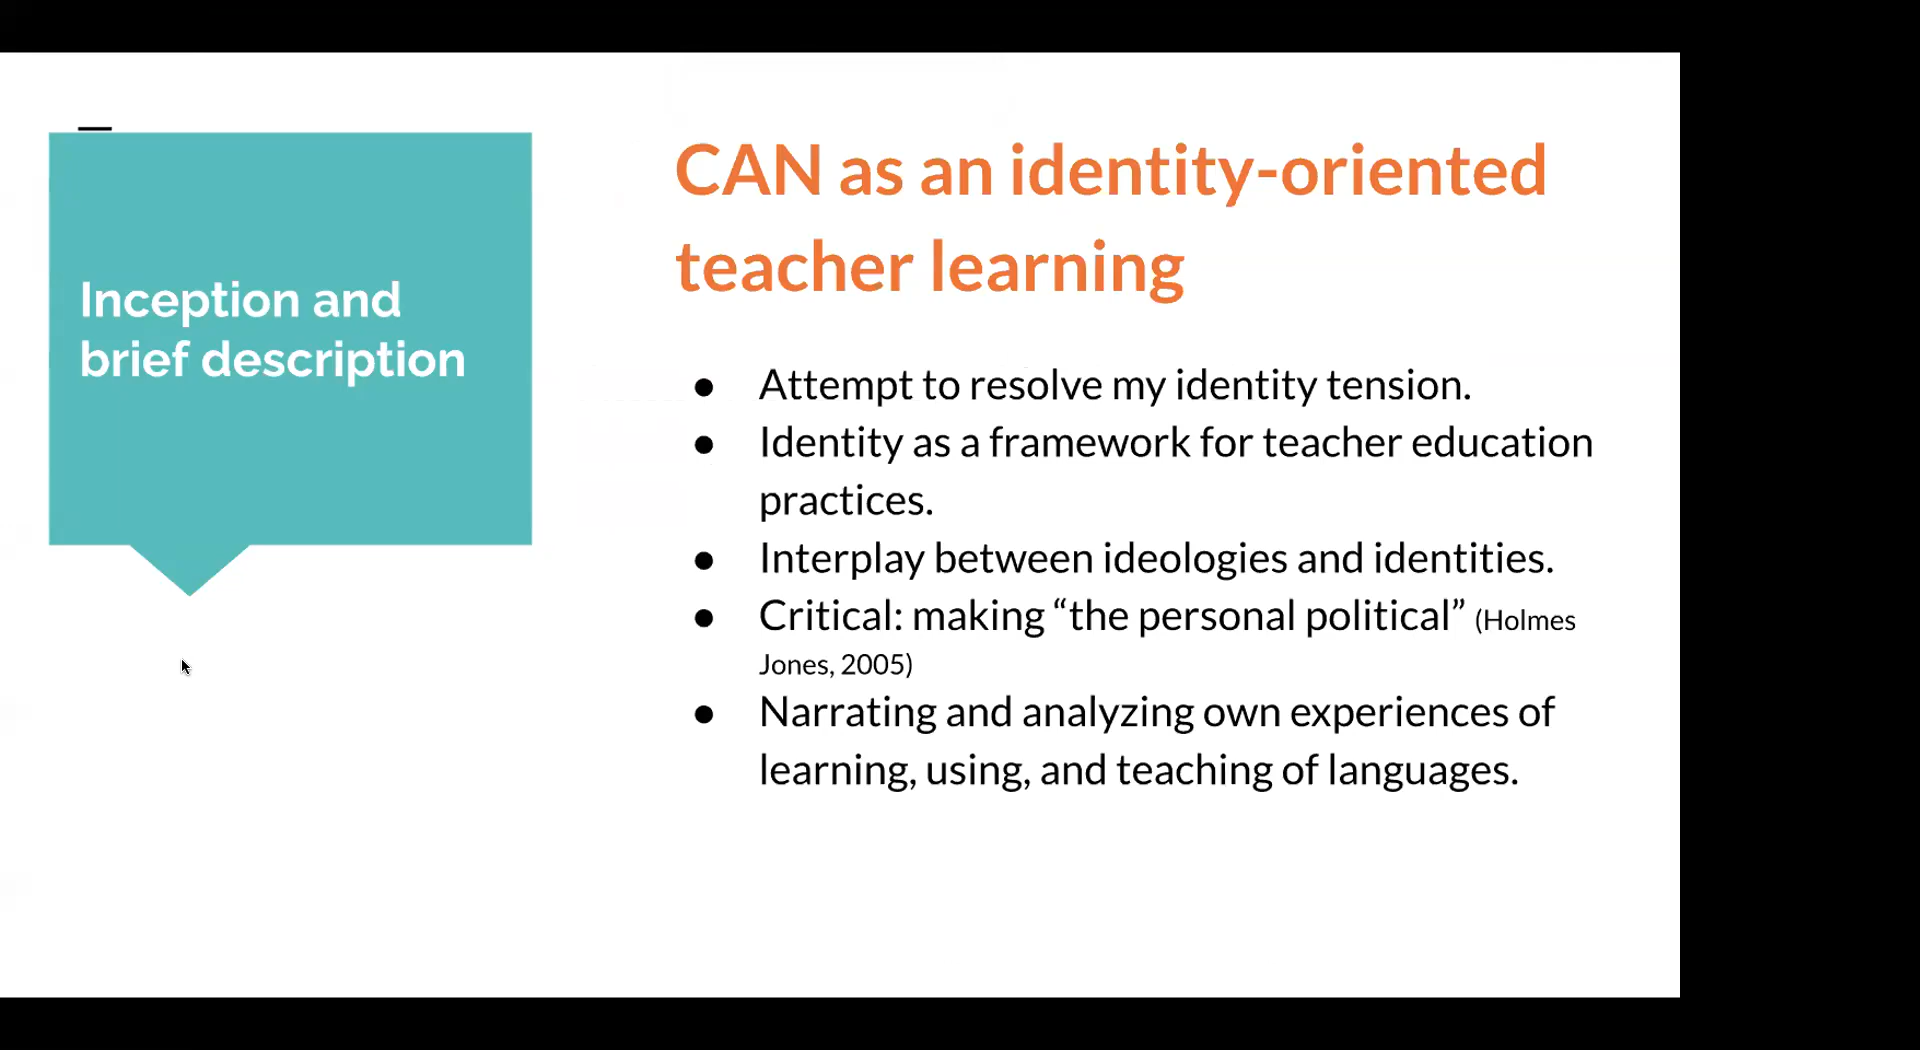 Inception and
brief description
CAN as an identity-oriented
teacher learning
● Attempt to resolve my identity tension.
● Identity as a framework for teacher education
practices.
● Interplay between ideologies and identities.
● Critical: making “the personal political” (Holmes
Jones, 2005)
● Narrating and analyzing own experiences of
learning, using, and teaching of languages.